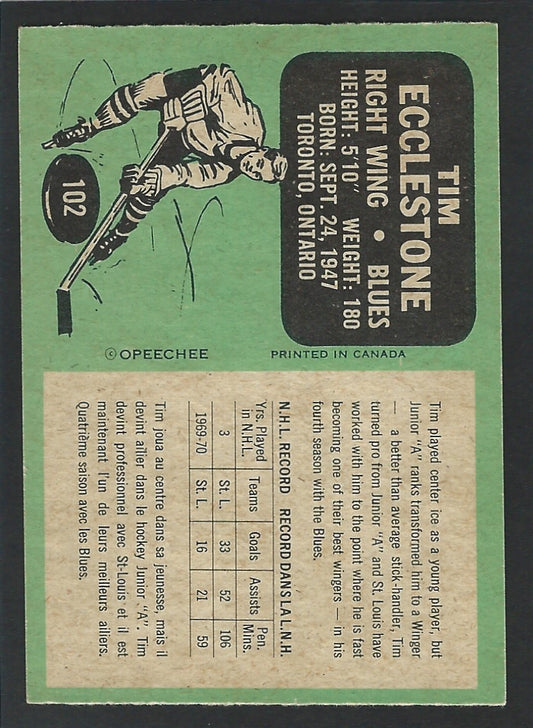 TIM
ECCLESTONE
RIGHT WING • BLUES
HEIGHT: 5'10" WEIGHT: 180
BORN: SEPT. 24, 1947
TORONTO, ONTARIO
102
© OPEECHEE
PRINTED IN CANADA
Tim played center ice as a young player, but
Junior "A" ranks transformed him to a Winger
— a better than average stick-handler, Tim
turned pro from Junior "A" and St. Louis have
worked with him to the point where he is fast
becoming one of their best wingers — in his
fourth season with the Blues.
N.H.L. RECORD RECORD DANS LA L.N.H.
Yrs. Played in N.H.L. Teams Goals Assists Pen. Mins.
3 St. L. 33 52 106
1969-70 St. L. 16 21 59
Tim joua au centre dans sa jeunesse, mais il
devint ailier dans le hockey Junior "A". Tim
devint professionnel avec St-Louis et il est
maintenant l'un de leurs meilleurs ailiers.
Quatrième saison avec les Blues.